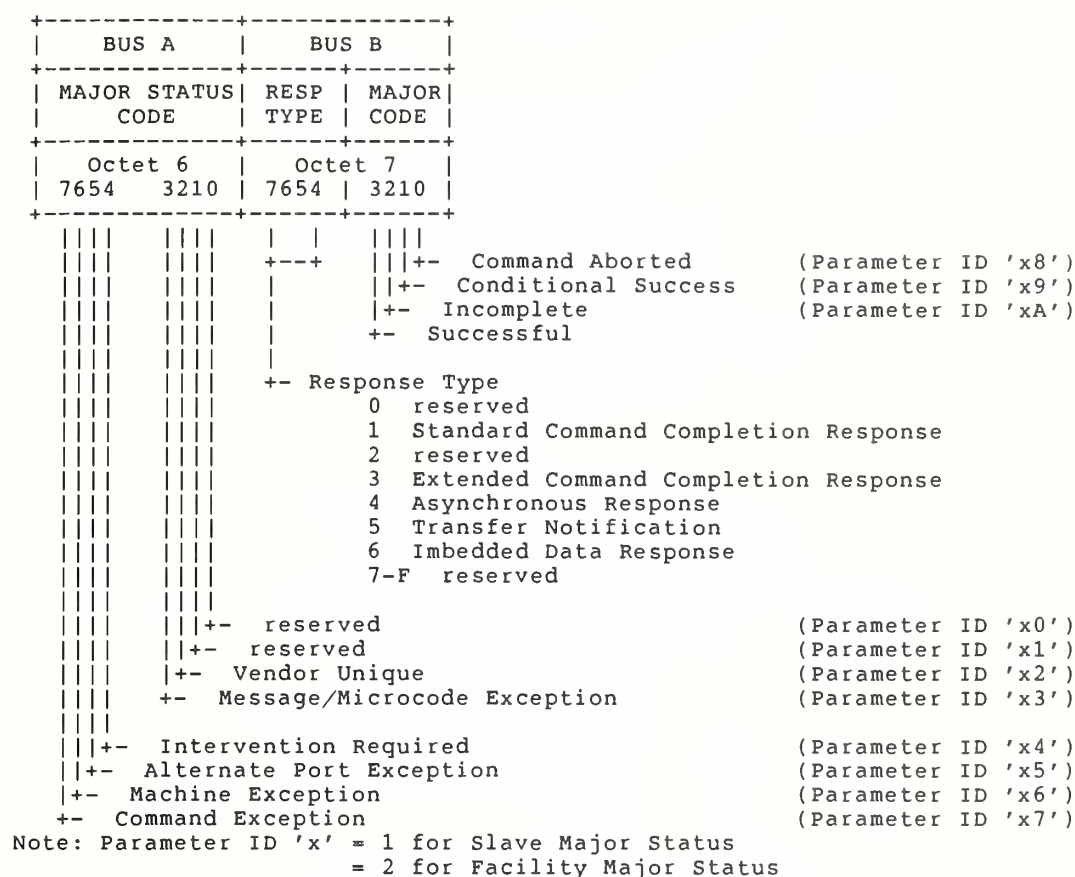 +--------------+-------------+
|    BUS A     |    BUS B    |
+--------------+------+------+
| MAJOR STATUS| RESP | MAJOR|
|     CODE     | TYPE | CODE |
+--------------+------+------+
|   Octet 6    |   Octet 7   |
| 7654   3210 | 7654 | 3210 |
+--------------+------+------+
  ||||   ||||   |  |   ||||
  ||||   ||||   +--+   |||+-  Command Aborted       (Parameter ID 'x8')
  ||||   ||||   |      ||+-  Conditional Success    (Parameter ID 'x9')
  ||||   ||||   |      |+-  Incomplete              (Parameter ID 'xA')
  ||||   ||||   |      +-  Successful
  ||||   ||||   |
  ||||   ||||   +- Response Type
  ||||   ||||          0  reserved
  ||||   ||||          1  Standard Command Completion Response
  ||||   ||||          2  reserved
  ||||   ||||          3  Extended Command Completion Response
  ||||   ||||          4  Asynchronous Response
  ||||   ||||          5  Transfer Notification
  ||||   ||||          6  Imbedded Data Response
  ||||   ||||          7-F  reserved
  ||||   ||||
  ||||   |||+-  reserved                            (Parameter ID 'x0')
  ||||   ||+-  reserved                             (Parameter ID 'x1')
  ||||   |+-  Vendor Unique                         (Parameter ID 'x2')
  ||||   +-  Message/Microcode Exception            (Parameter ID 'x3')
  ||||
  |||+-  Intervention Required                      (Parameter ID 'x4')
  ||+-  Alternate Port Exception                    (Parameter ID 'x5')
  |+-  Machine Exception                            (Parameter ID 'x6')
  +-  Command Exception                             (Parameter ID 'x7')
Note: Parameter ID 'x' = 1 for Slave Major Status
                       = 2 for Facility Major Status